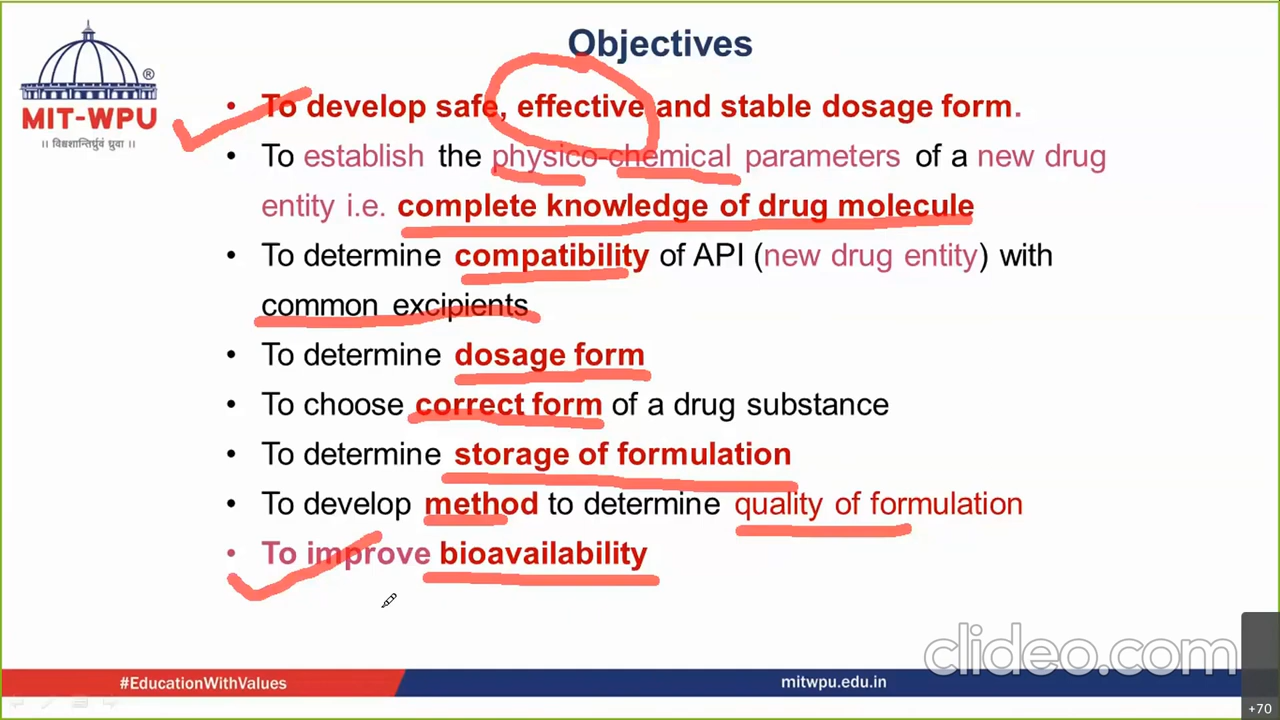 Objectives
®
MIT-WPU
॥ विश्वशान्तिर्ध्रुवं ध्रुवा ॥
• To develop safe, effective and stable dosage form.
• To establish the physico-chemical parameters of a new drug
entity i.e. complete knowledge of drug molecule
• To determine compatibility of API (new drug entity) with
common excipients
• To determine dosage form
• To choose correct form of a drug substance
• To determine storage of formulation
• To develop method to determine quality of formulation
• To improve bioavailability
clideo.com
#EducationWithValues
mitwpu.edu.in
+70